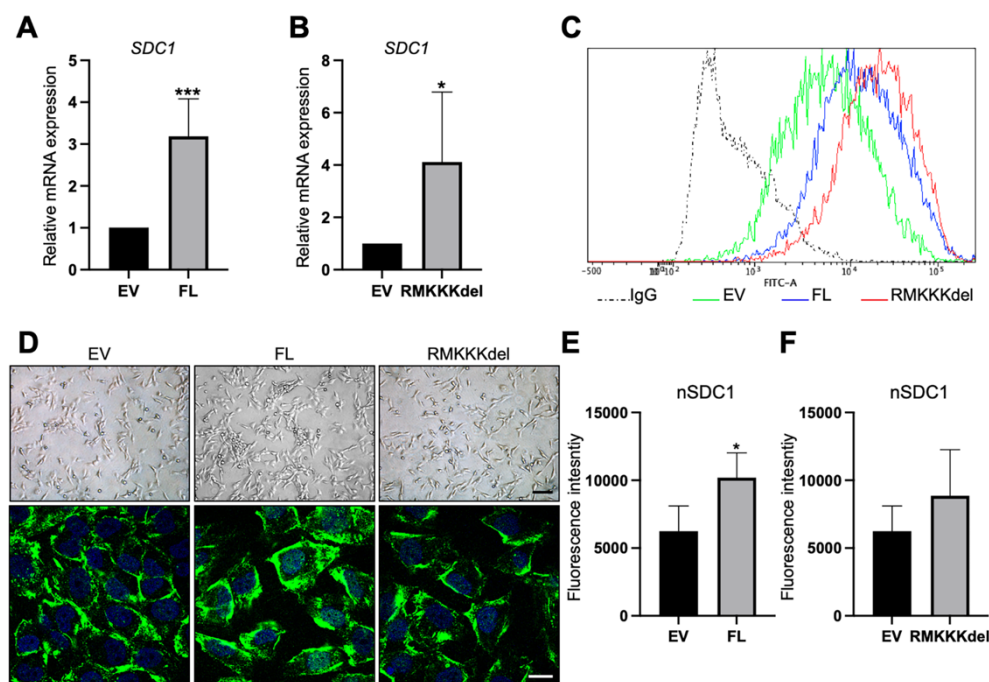 A
SDC1
Relative mRNA expression
5
4
3
2
1
0
***
EV
FL
B
SDC1
Relative mRNA expression
8
6
4
2
0
*
EV
RMKKKdel
C
-500
10^3
10^4
10^5
FITC-A
IgG
EV
FL
RMKKKdel
D
EV
FL
RMKKKdel
E
nSDC1
Fluorescence intesntiy
15000
10000
5000
0
*
EV
FL
F
nSDC1
Fluorescence intesntiy
15000
10000
5000
0
EV
RMKKKdel